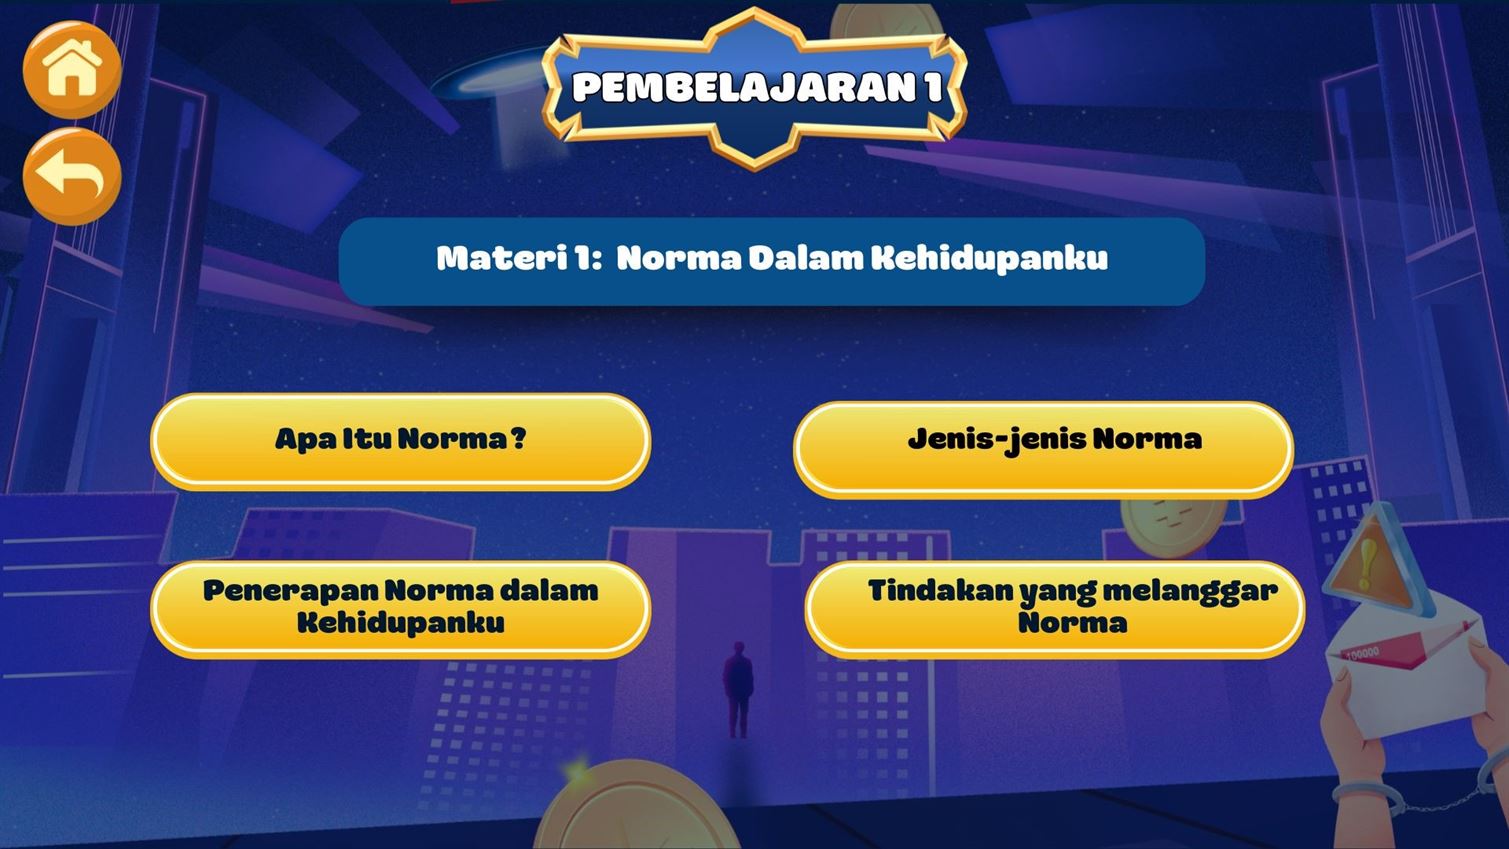 PEMBELAJARAN 1
Materi 1: Norma Dalam Kehidupanku
Apa Itu Norma?
Jenis-jenis Norma
Penerapan Norma dalam
Kehidupanku
Tindakan yang melanggar
Norma
100000